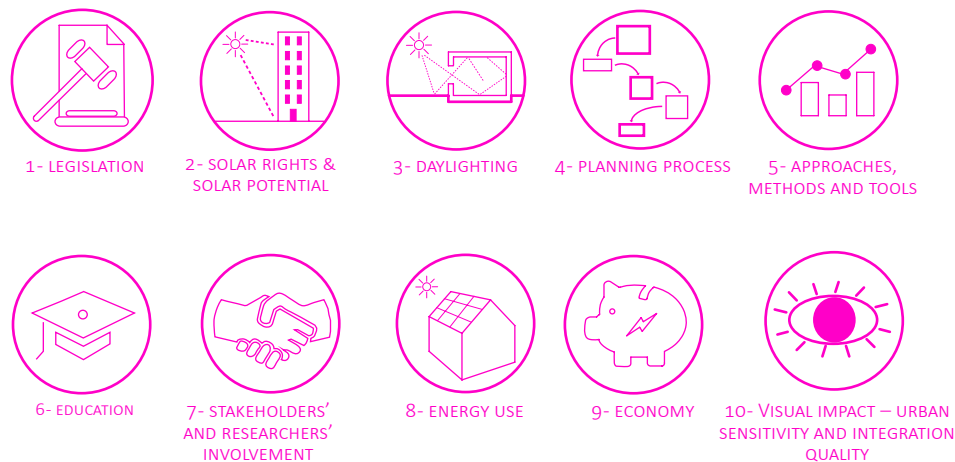 1- LEGISLATION
2- SOLAR RIGHTS &
SOLAR POTENTIAL
3- DAYLIGHTING
4- PLANNING PROCESS
5- APPROACHES,
METHODS AND TOOLS
6- EDUCATION
7- STAKEHOLDERS’
AND RESEARCHERS’
INVOLVEMENT
8- ENERGY USE
9- ECONOMY
10- VISUAL IMPACT – URBAN
SENSITIVITY AND INTEGRATION
QUALITY